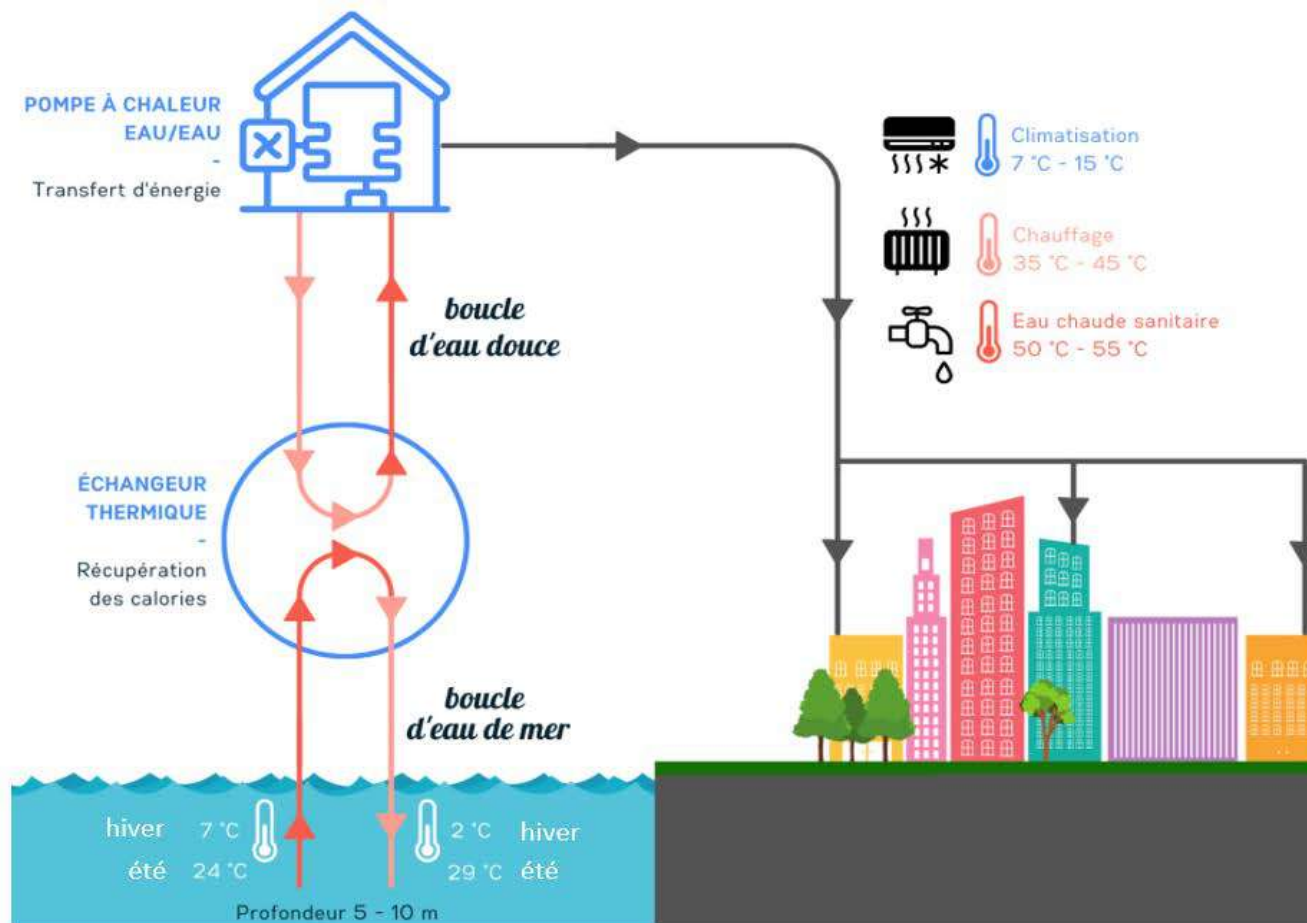 POMPE À CHALEUR
EAU/EAU
-
Transfert d'énergie
Climatisation
7 °C - 15 °C
Chauffage
35 °C - 45 °C
Eau chaude sanitaire
50 °C - 55 °C
boucle
d'eau douce
ÉCHANGEUR
THERMIQUE
-
Récupération
des calories
boucle
d'eau de mer
hiver 7 °C 2 °C hiver
été 24 °C 29 °C été
Profondeur 5 - 10 m